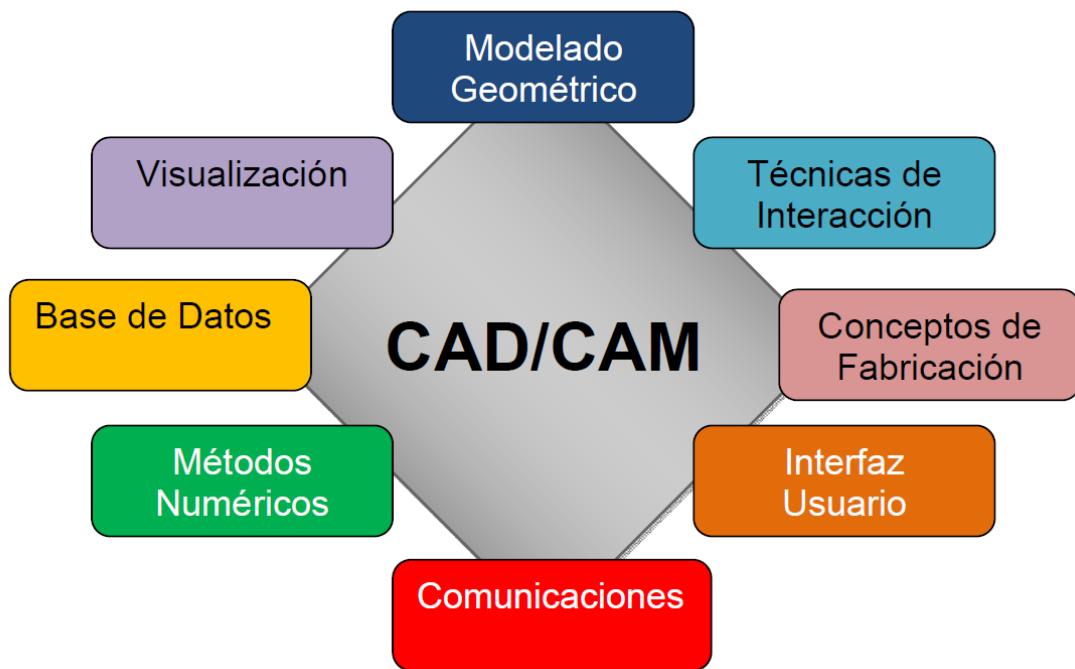 Modelado
Geométrico
Visualización
Técnicas de
Interacción
Base de Datos
CAD/CAM
Conceptos de
Fabricación
Métodos
Numéricos
Interfaz
Usuario
Comunicaciones